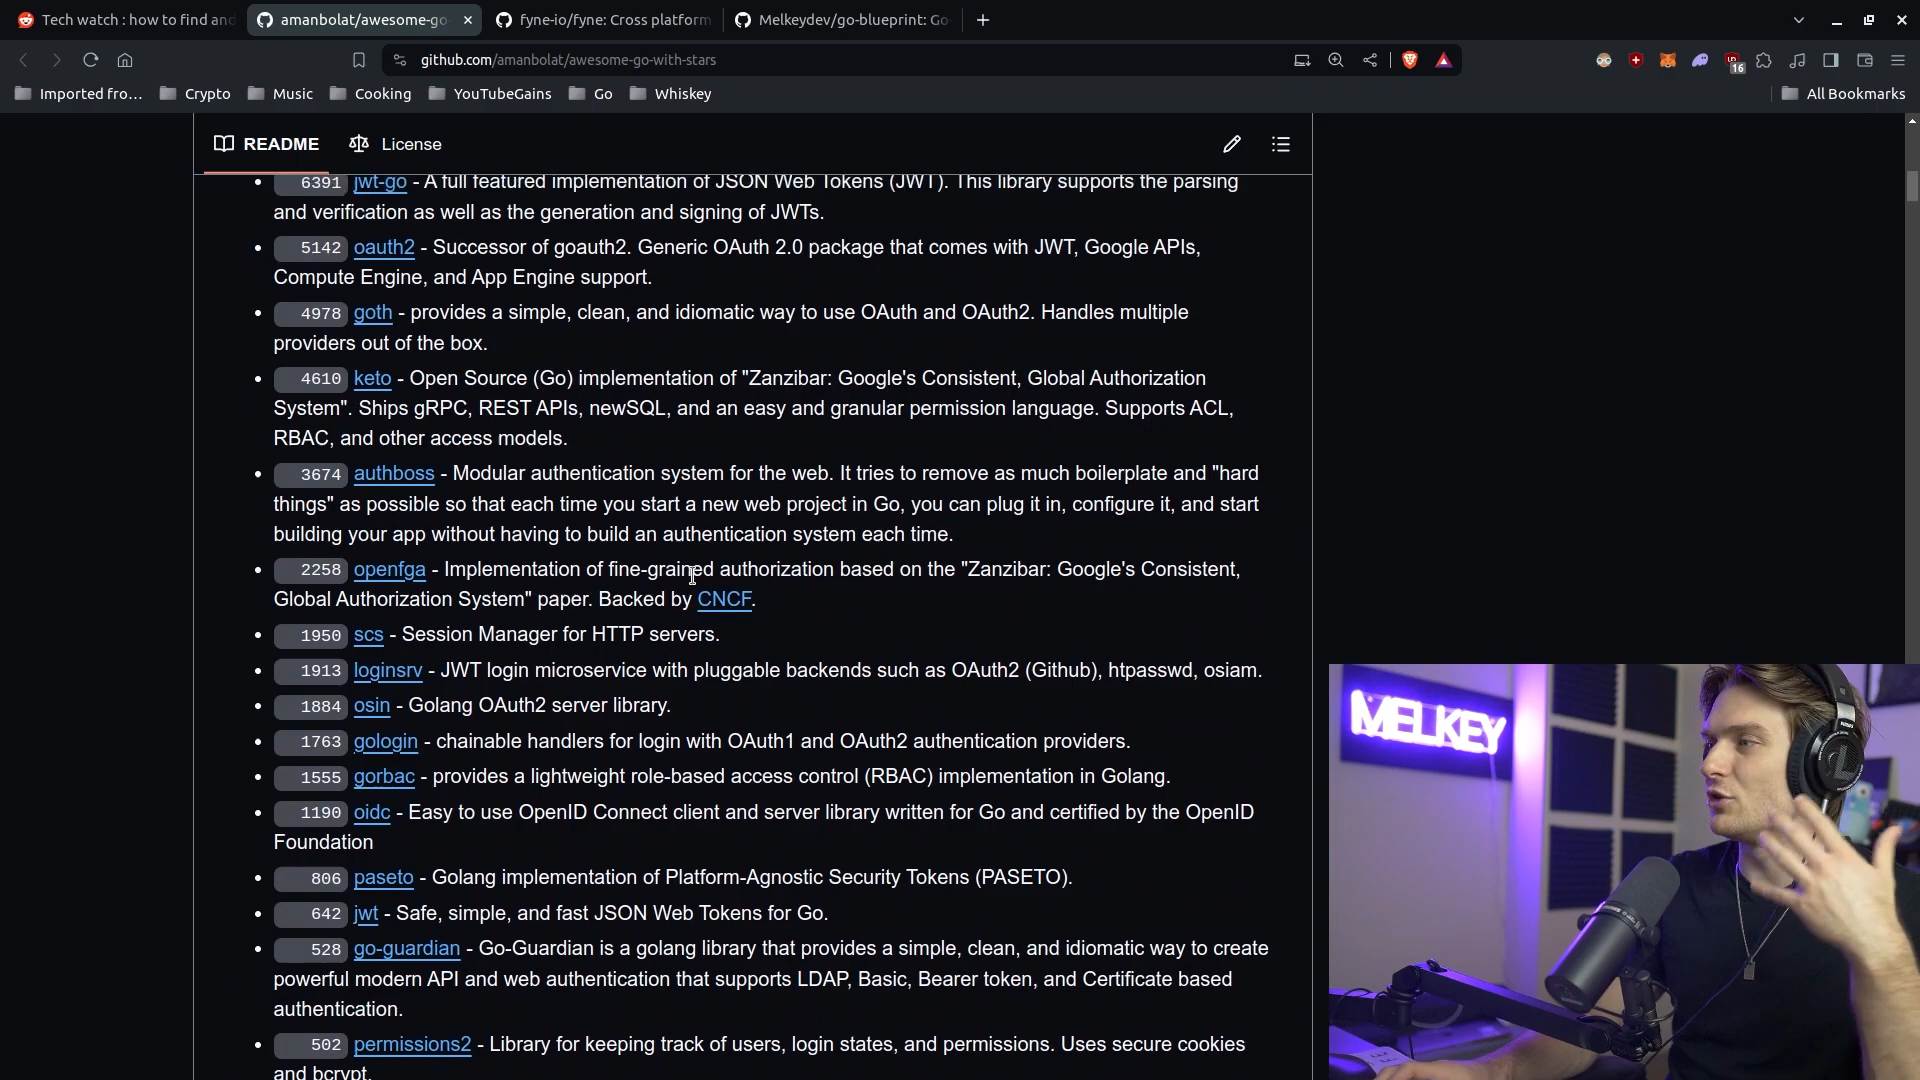 Tech watch : how to find and
amanbolat/awesome-go-
fyne-io/fyne: Cross platform
Melkeydev/go-blueprint: Go-
github.com/amanbolat/awesome-go-with-stars
16
Imported fro...
Crypto
Music
Cooking
YouTubeGains
Go
Whiskey
All Bookmarks
README
License
6391 jwt-go - A full featured implementation of JSON Web Tokens (JWT). This library supports the parsing
and verification as well as the generation and signing of JWTs.
5142 oauth2 - Successor of goauth2. Generic OAuth 2.0 package that comes with JWT, Google APIs,
Compute Engine, and App Engine support.
4978 goth - provides a simple, clean, and idiomatic way to use OAuth and OAuth2. Handles multiple
providers out of the box.
4610 keto - Open Source (Go) implementation of "Zanzibar: Google's Consistent, Global Authorization
System". Ships gRPC, REST APIs, newSQL, and an easy and granular permission language. Supports ACL,
RBAC, and other access models.
3674 authboss - Modular authentication system for the web. It tries to remove as much boilerplate and "hard
things" as possible so that each time you start a new web project in Go, you can plug it in, configure it, and start
building your app without having to build an authentication system each time.
2258 openfga - Implementation of fine-grained authorization based on the "Zanzibar: Google's Consistent,
Global Authorization System" paper. Backed by CNCF.
1950 scs - Session Manager for HTTP servers.
1913 loginsrv - JWT login microservice with pluggable backends such as OAuth2 (Github), htpasswd, osiam.
1884 osin - Golang OAuth2 server library.
1763 gologin - chainable handlers for login with OAuth1 and OAuth2 authentication providers.
1555 gorbac - provides a lightweight role-based access control (RBAC) implementation in Golang.
1190 oidc - Easy to use OpenID Connect client and server library written for Go and certified by the OpenID
Foundation
806 paseto - Golang implementation of Platform-Agnostic Security Tokens (PASETO).
642 jwt - Safe, simple, and fast JSON Web Tokens for Go.
528 go-guardian - Go-Guardian is a golang library that provides a simple, clean, and idiomatic way to create
powerful modern API and web authentication that supports LDAP, Basic, Bearer token, and Certificate based
authentication.
502 permissions2 - Library for keeping track of users, login states, and permissions. Uses secure cookies
and bcrypt.
MELKEY